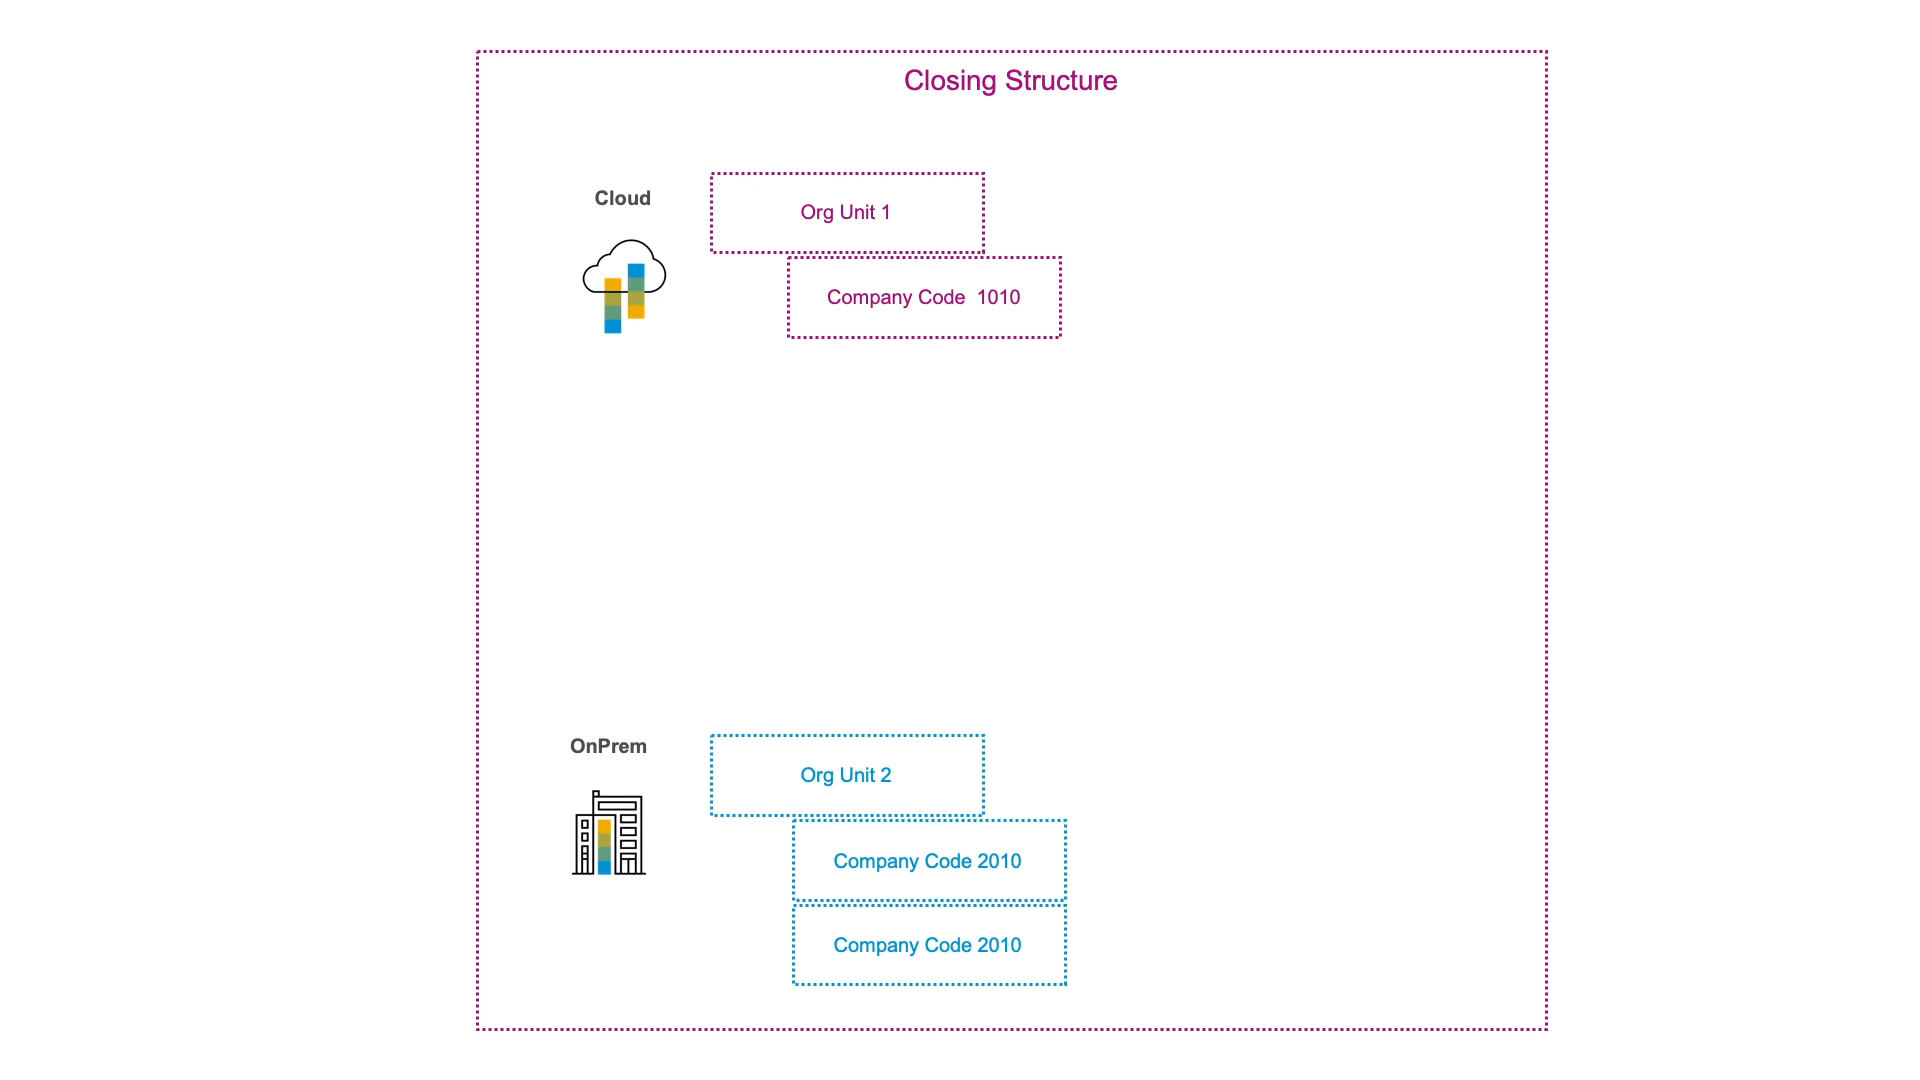 Closing Structure
Cloud
Org Unit 1
Company Code  1010
OnPrem
Org Unit 2
Company Code 2010
Company Code 2010